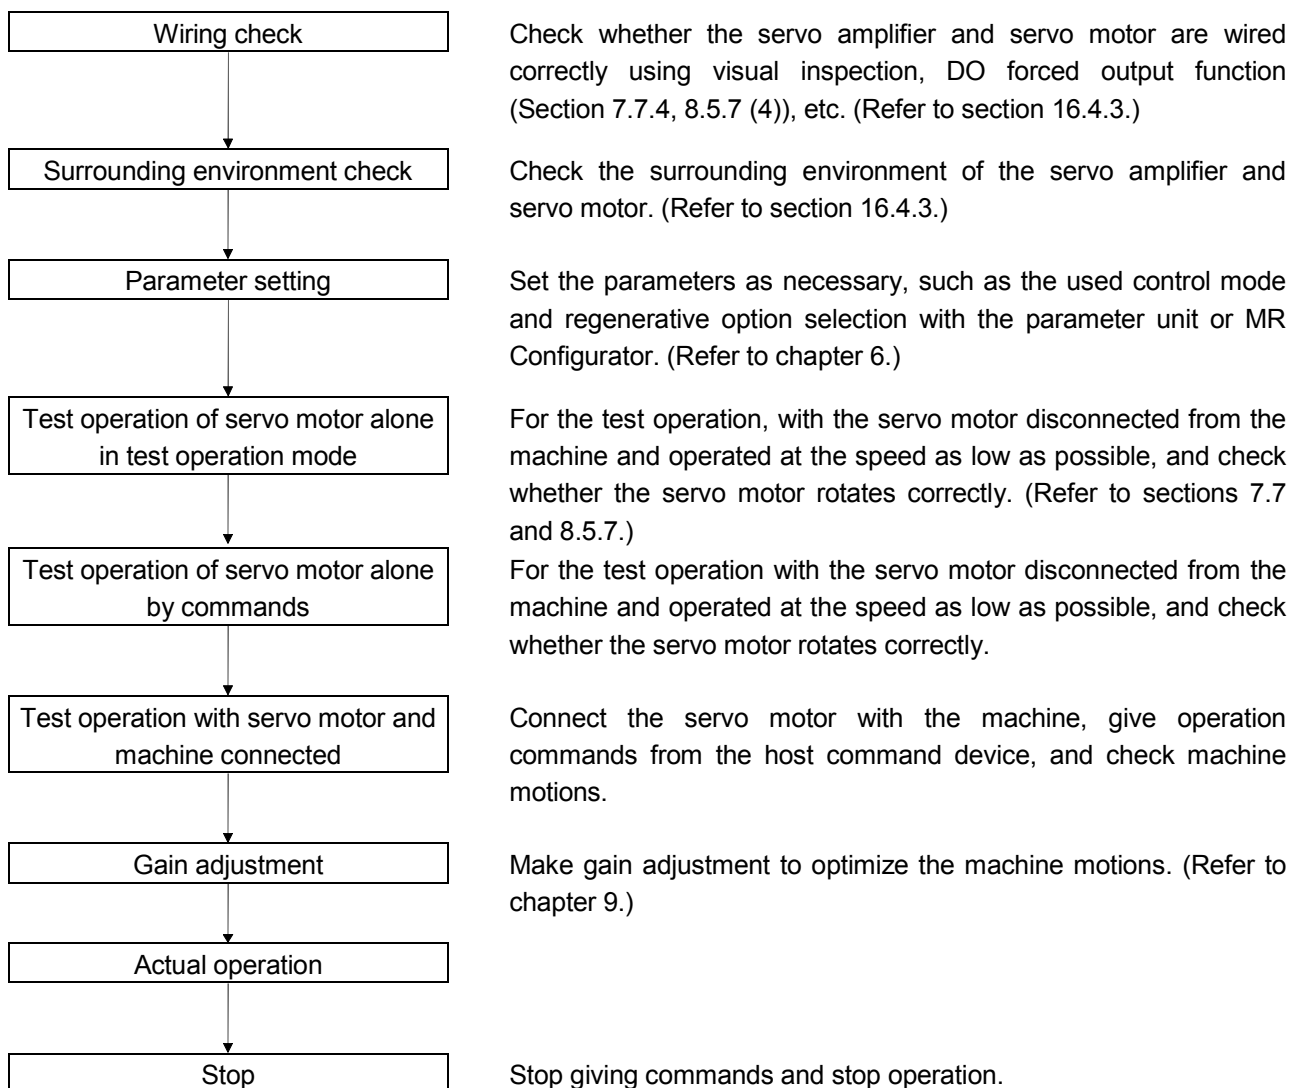 Wiring check
Check whether the servo amplifier and servo motor are wired
correctly using visual inspection, DO forced output function
(Section 7.7.4, 8.5.7 (4)), etc. (Refer to section 16.4.3.)
Surrounding environment check
Check the surrounding environment of the servo amplifier and
servo motor. (Refer to section 16.4.3.)
Parameter setting
Set the parameters as necessary, such as the used control mode
and regenerative option selection with the parameter unit or MR
Configurator. (Refer to chapter 6.)
Test operation of servo motor alone
in test operation mode
For the test operation, with the servo motor disconnected from the
machine and operated at the speed as low as possible, and check
whether the servo motor rotates correctly. (Refer to sections 7.7
and 8.5.7.)
Test operation of servo motor alone
by commands
For the test operation with the servo motor disconnected from the
machine and operated at the speed as low as possible, and check
whether the servo motor rotates correctly.
Test operation with servo motor and
machine connected
Connect the servo motor with the machine, give operation
commands from the host command device, and check machine
motions.
Gain adjustment
Make gain adjustment to optimize the machine motions. (Refer to
chapter 9.)
Actual operation
Stop
Stop giving commands and stop operation.